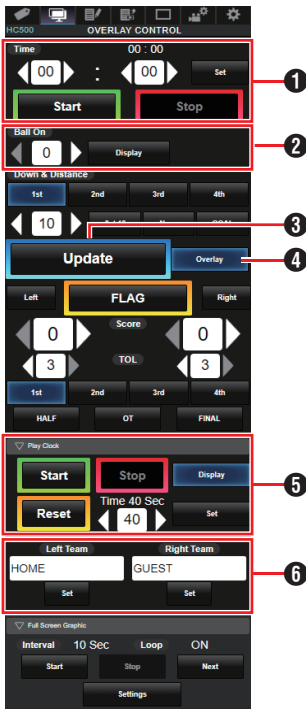 HC500 OVERLAY CONTROL
Time 00 : 00
00 : 00 Set
Start Stop
1
Ball On
0 Display
2
Down & Distance
1st 2nd 3rd 4th
10
3
Update Overlay
4
Left FLAG Right
Score
0 0
TOL
3 3
1st 2nd 3rd 4th
HALF OT FINAL
Play Clock
Start Stop Display
5
Time 40 Sec
Reset 40 Set
Left Team Right Team
HOME GUEST
6
Set Set
Full Screen Graphic
Interval 10 Sec Loop ON
Start Stop Next
Settings